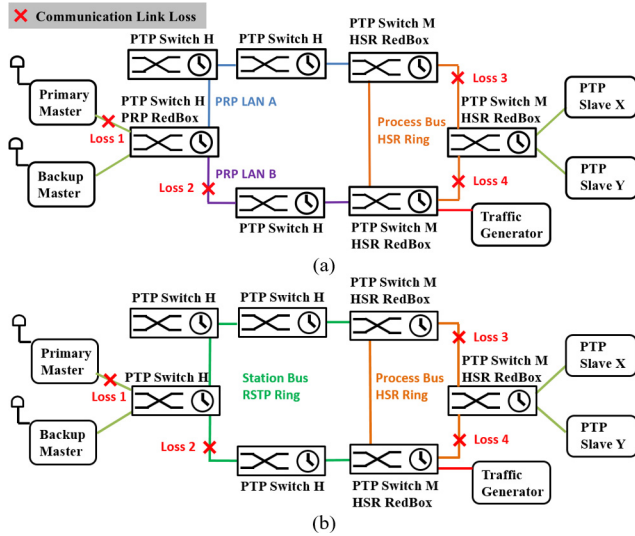 Communication Link Loss
PTP Switch H
PTP Switch H
PTP Switch M
HSR RedBox
Primary
Master
Loss 1
PTP Switch H
PRP RedBox
PRP LAN A
Process Bus
HSR Ring
Loss 3
PTP Switch M
HSR RedBox
PTP
Slave X
Backup
Master
PRP LAN B
Loss 2
PTP Switch H
Loss 4
PTP Switch M
HSR RedBox
Traffic
Generator
PTP
Slave Y
(a)
PTP Switch H
PTP Switch H
PTP Switch M
HSR RedBox
Primary
Master
Loss 1
PTP Switch H
Station Bus
RSTP Ring
Process Bus
HSR Ring
Loss 3
PTP Switch M
HSR RedBox
PTP
Slave X
Backup
Master
Loss 2
PTP Switch H
Loss 4
PTP Switch M
HSR RedBox
Traffic
Generator
PTP
Slave Y
(b)